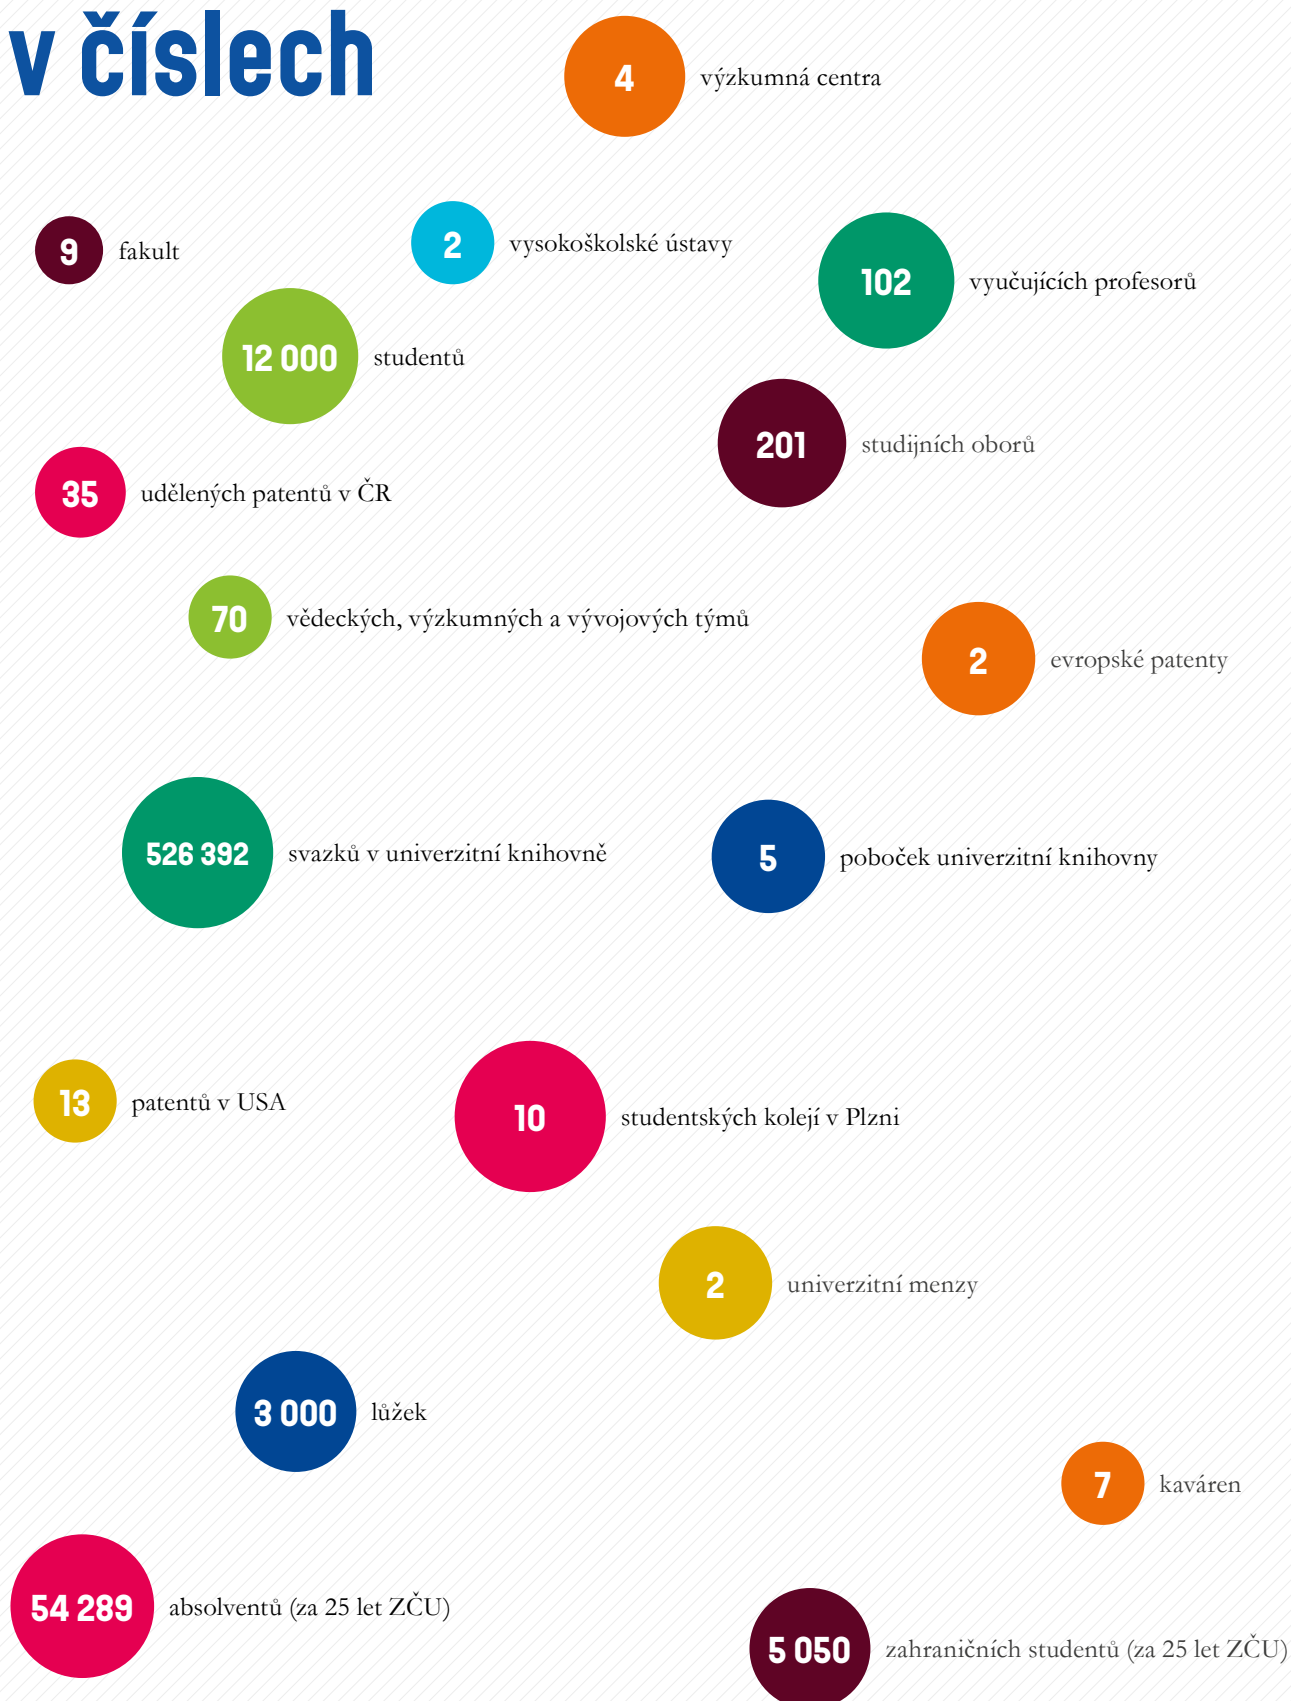 v číslech
4 výzkumná centra
9 fakult
2 vysokoškolské ústavy
102 vyučujících profesorů
12 000 studentů
201 studijních oborů
35 udělených patentů v ČR
70 vědeckých, výzkumných a vývojových týmů
2 evropské patenty
526 392 svazků v univerzitní knihovně
5 poboček univerzitní knihovny
13 patentů v USA
10 studentských kolejí v Plzni
2 univerzitní menzy
3 000 lůžek
7 kaváren
54 289 absolventů (za 25 let ZČU)
5 050 zahraničních studentů (za 25 let ZČU)